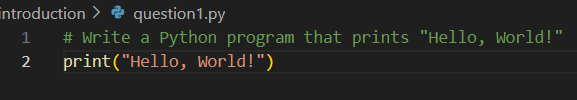 introduction > question1.py
1 # Write a Python program that prints "Hello, World!"
2 print("Hello, World!")